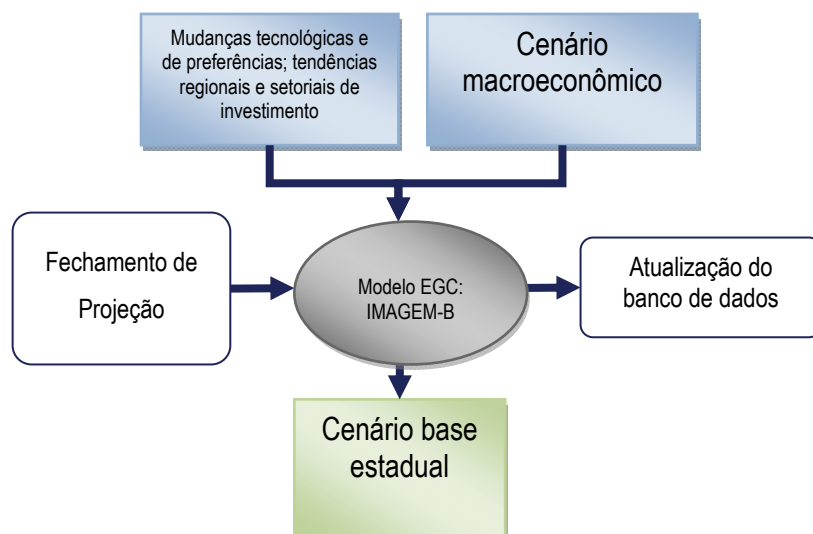 Mudanças tecnológicas e
de preferências; tendências
regionais e setoriais de
investimento
Cenário
macroeconômico
Fechamento de
Projeção
Modelo EGC:
IMAGEM-B
Atualização do
banco de dados
Cenário base
estadual